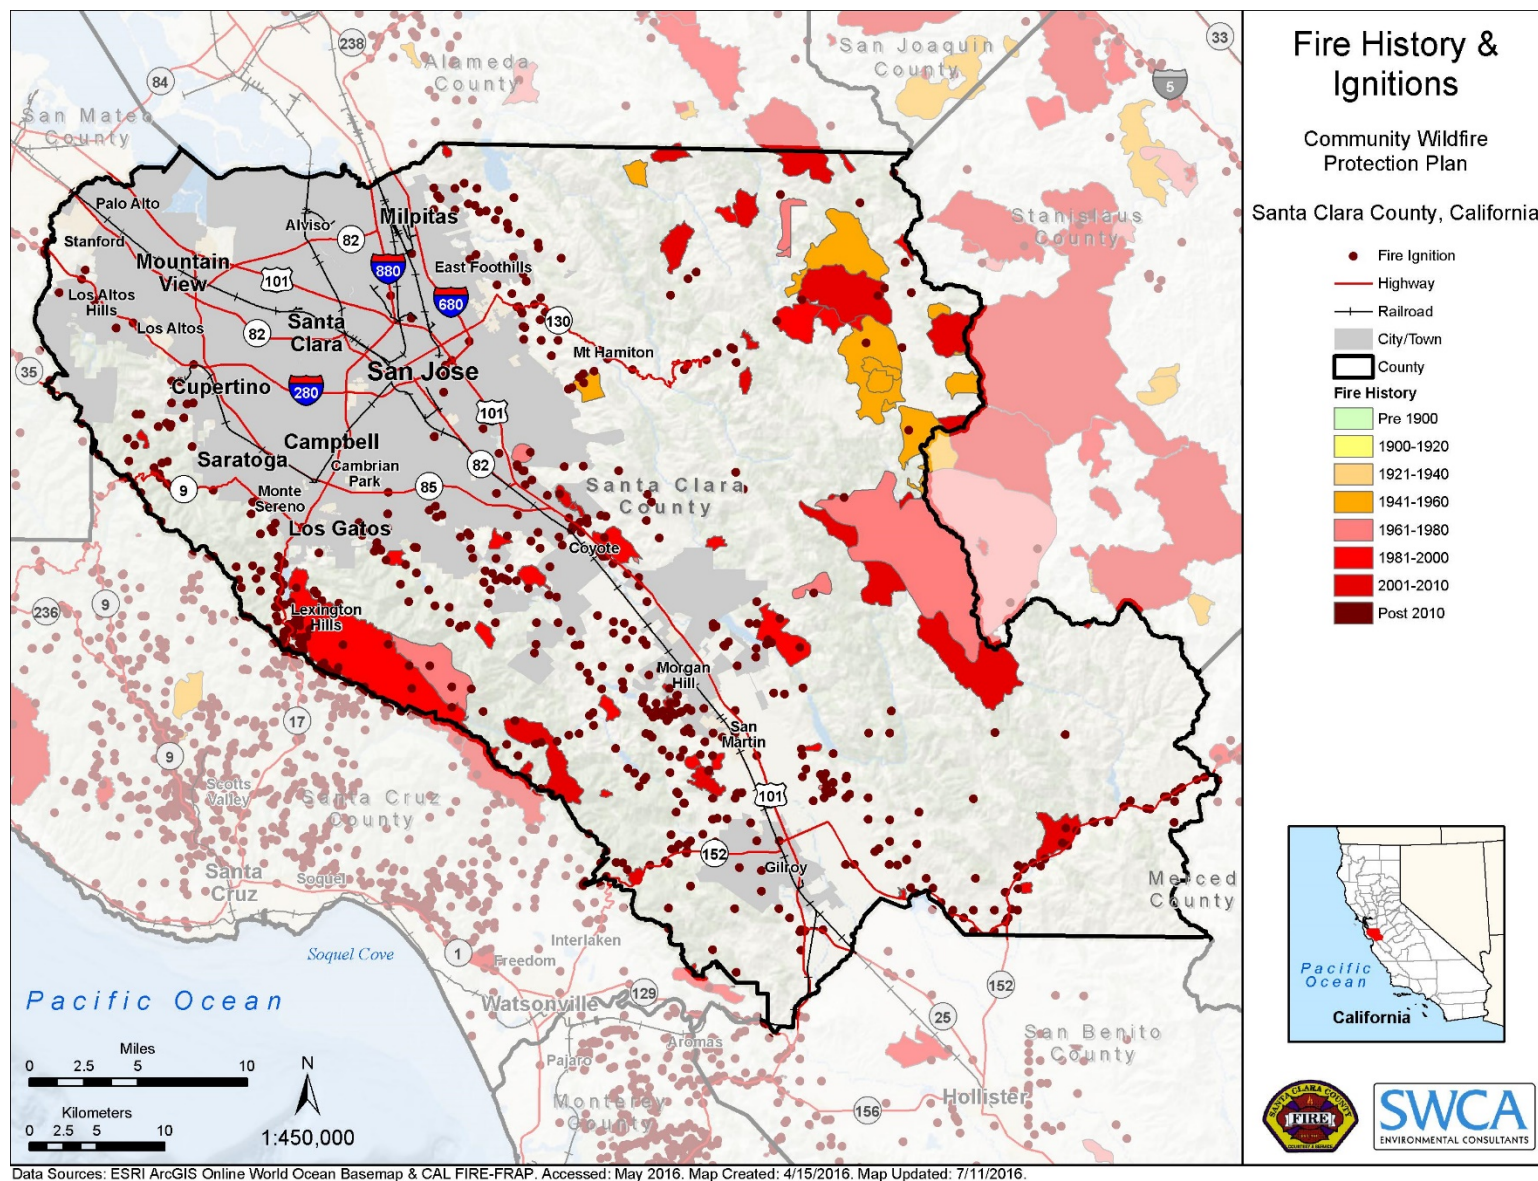 Fire History &
Ignitions
Community Wildfire
Protection Plan
Santa Clara County, California
Fire Ignition
Highway
Railroad
City/Town
County
Fire History
Pre 1900
1900-1920
1921-1940
1941-1960
1961-1980
1981-2000
2001-2010
Post 2010
238
33
San Joaquin
County
Alameda
County
84
5
San Mateo
County
Palo Alto
Alviso
Milpitas
Stanislaus
County
Stanford
82
Mountain
View
101
880
East Foothills
680
Los Altos
Hills
Los Altos
82
Santa
Clara
130
Mt Hamiton
35
San Jose
Cupertino
280
101
Campbell
Saratoga
Cambrian
Park
82
9
Monte
Sereno
85
Santa Clara
County
Los Gatos
Coyote
236
9
Lexington
Hills
Morgan
Hill
17
San
Martin
9
Scotts
Valley
Santa Cruz
County
101
152
Gilroy
Santa
Cruz
Soquel
Merced
County
Soquel Cove
1
Interlaken
Freedom
Pacific Ocean
Watsonville
129
152
25
Aromas
San Benito
County
Pajaro
Monterey
County
156
Hollister
Miles
0 2.5 5 10
Kilometers
0 2.5 5 10
N
1:450,000
Pacific
Ocean
California
SANTA CLARA COUNTY
FIRE
COURTESY & SERVICE
SWCA
ENVIRONMENTAL CONSULTANTS
Data Sources: ESRI ArcGIS Online World Ocean Basemap & CAL FIRE-FRAP. Accessed: May 2016. Map Created: 4/15/2016. Map Updated: 7/11/2016.